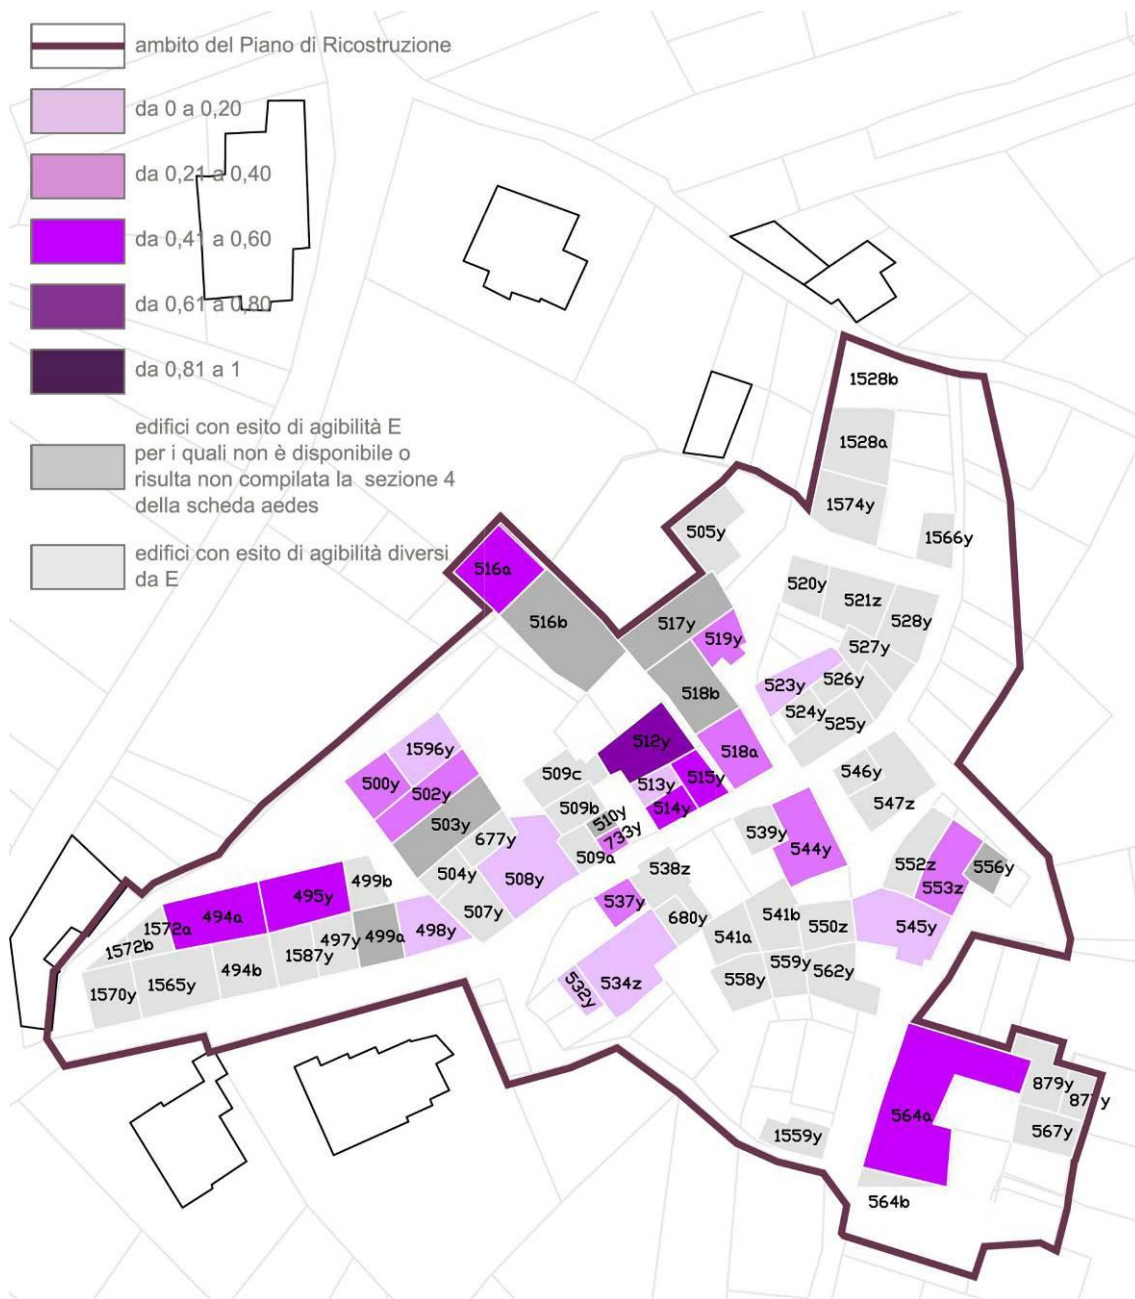 ambito del Piano di Ricostruzione
da 0 a 0,20
da 0,21 a 0,40
da 0,41 a 0,60
da 0,61 a 0,80
da 0,81 a 1
edifici con esito di agibilità E
per i quali non è disponibile o
risulta non compilata la sezione 4
della scheda aedes
edifici con esito di agibilità diversi
da E
1528b
1528a
1574y
505y
1566y
516a
520y
521z
516b
517y
528y
519y
527y
518b
523y
526y
524y
525y
512y
1596y
518a
509c
500y
513y
515y
546y
502y
547z
509b
514y
503y
510y
677y
733y
539y
544y
509a
552z
538z
556y
499b
504y
508y
553z
495y
537y
494a
507y
1572a
680y
541b
498y
550z
545y
1572b
497y
499a
541a
1587y
494b
559y
562y
1570y
1565y
532y
534z
558y
879y
564a
567y
1559y
564b